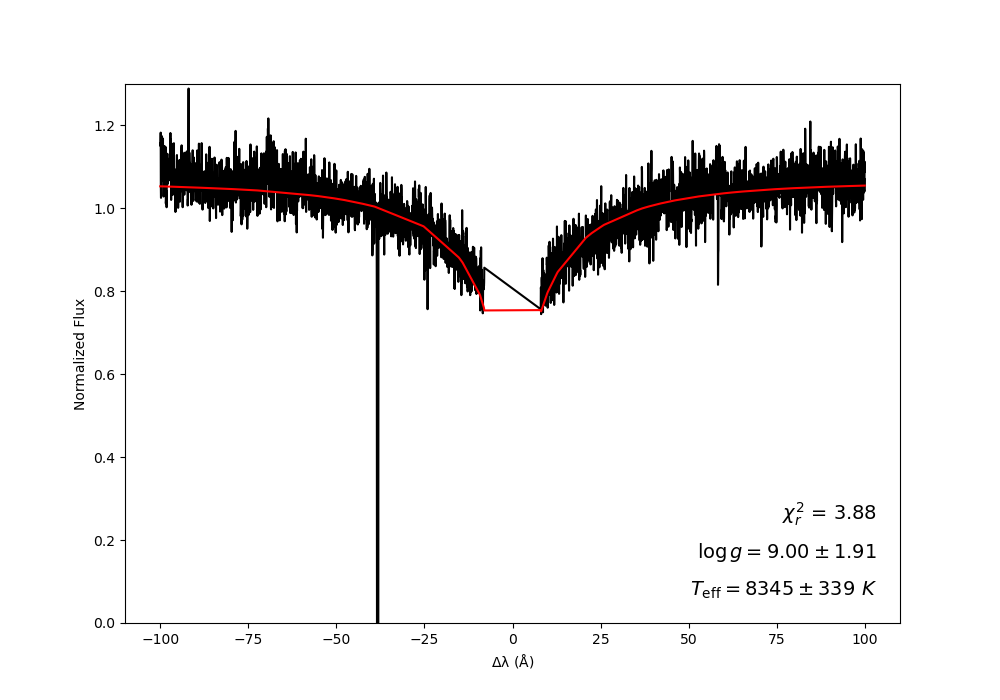 1.2
1.0
0.8
0.6
0.4
0.2
0.0
Normalized Flux
χ²ᵣ = 3.88
log g = 9.00 ± 1.91
T_eff = 8345 ± 339 K
−100 −75 −50 −25 0 25 50 75 100
Δλ (Å)